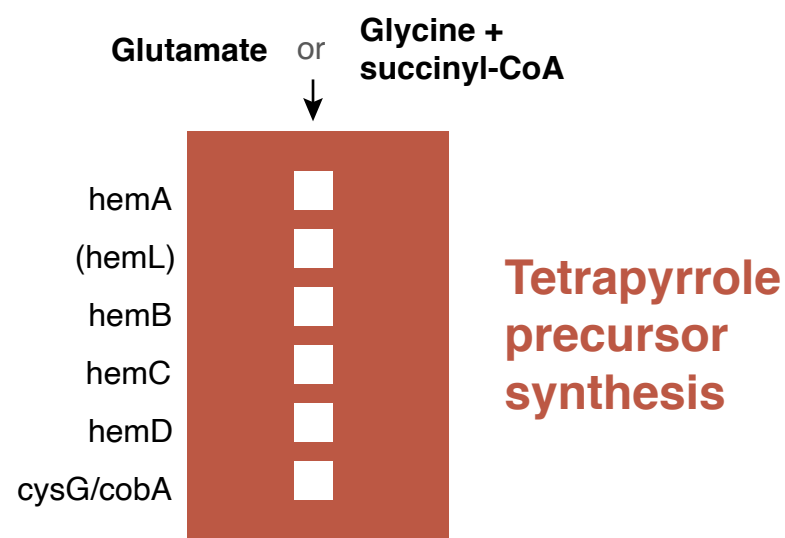 Glutamate or Glycine +
succinyl-CoA
hemA
(hemL)
hemB
hemC
hemD
cysG/cobA
Tetrapyrrole
precursor
synthesis